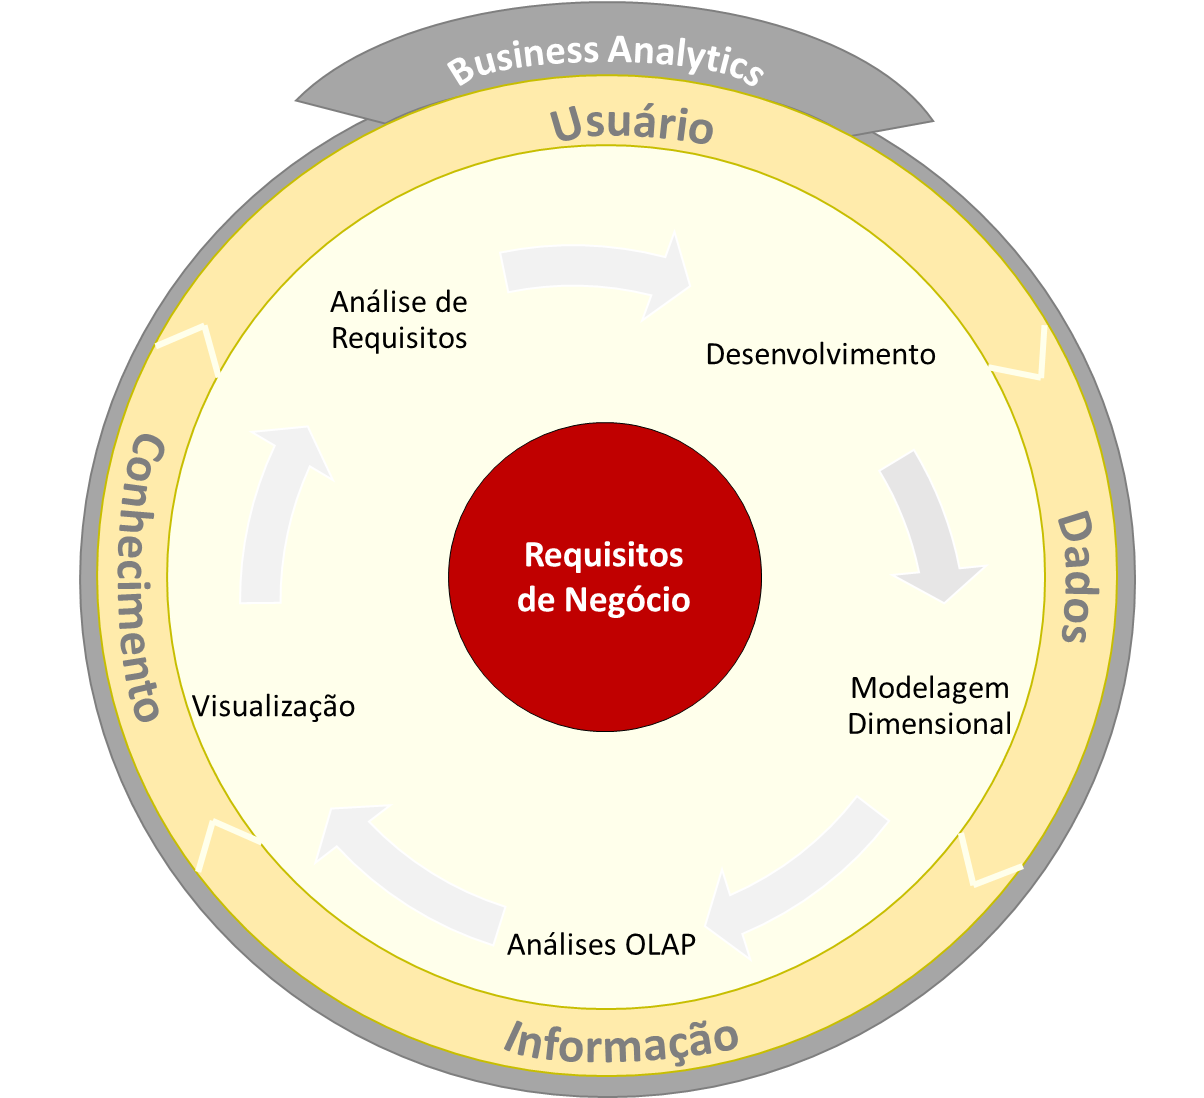 Business Analytics
Usuário
Análise de
Requisitos
Desenvolvimento
Conhecimento
Requisitos
de Negócio
Dados
Visualização
Modelagem
Dimensional
Análises OLAP
Informação